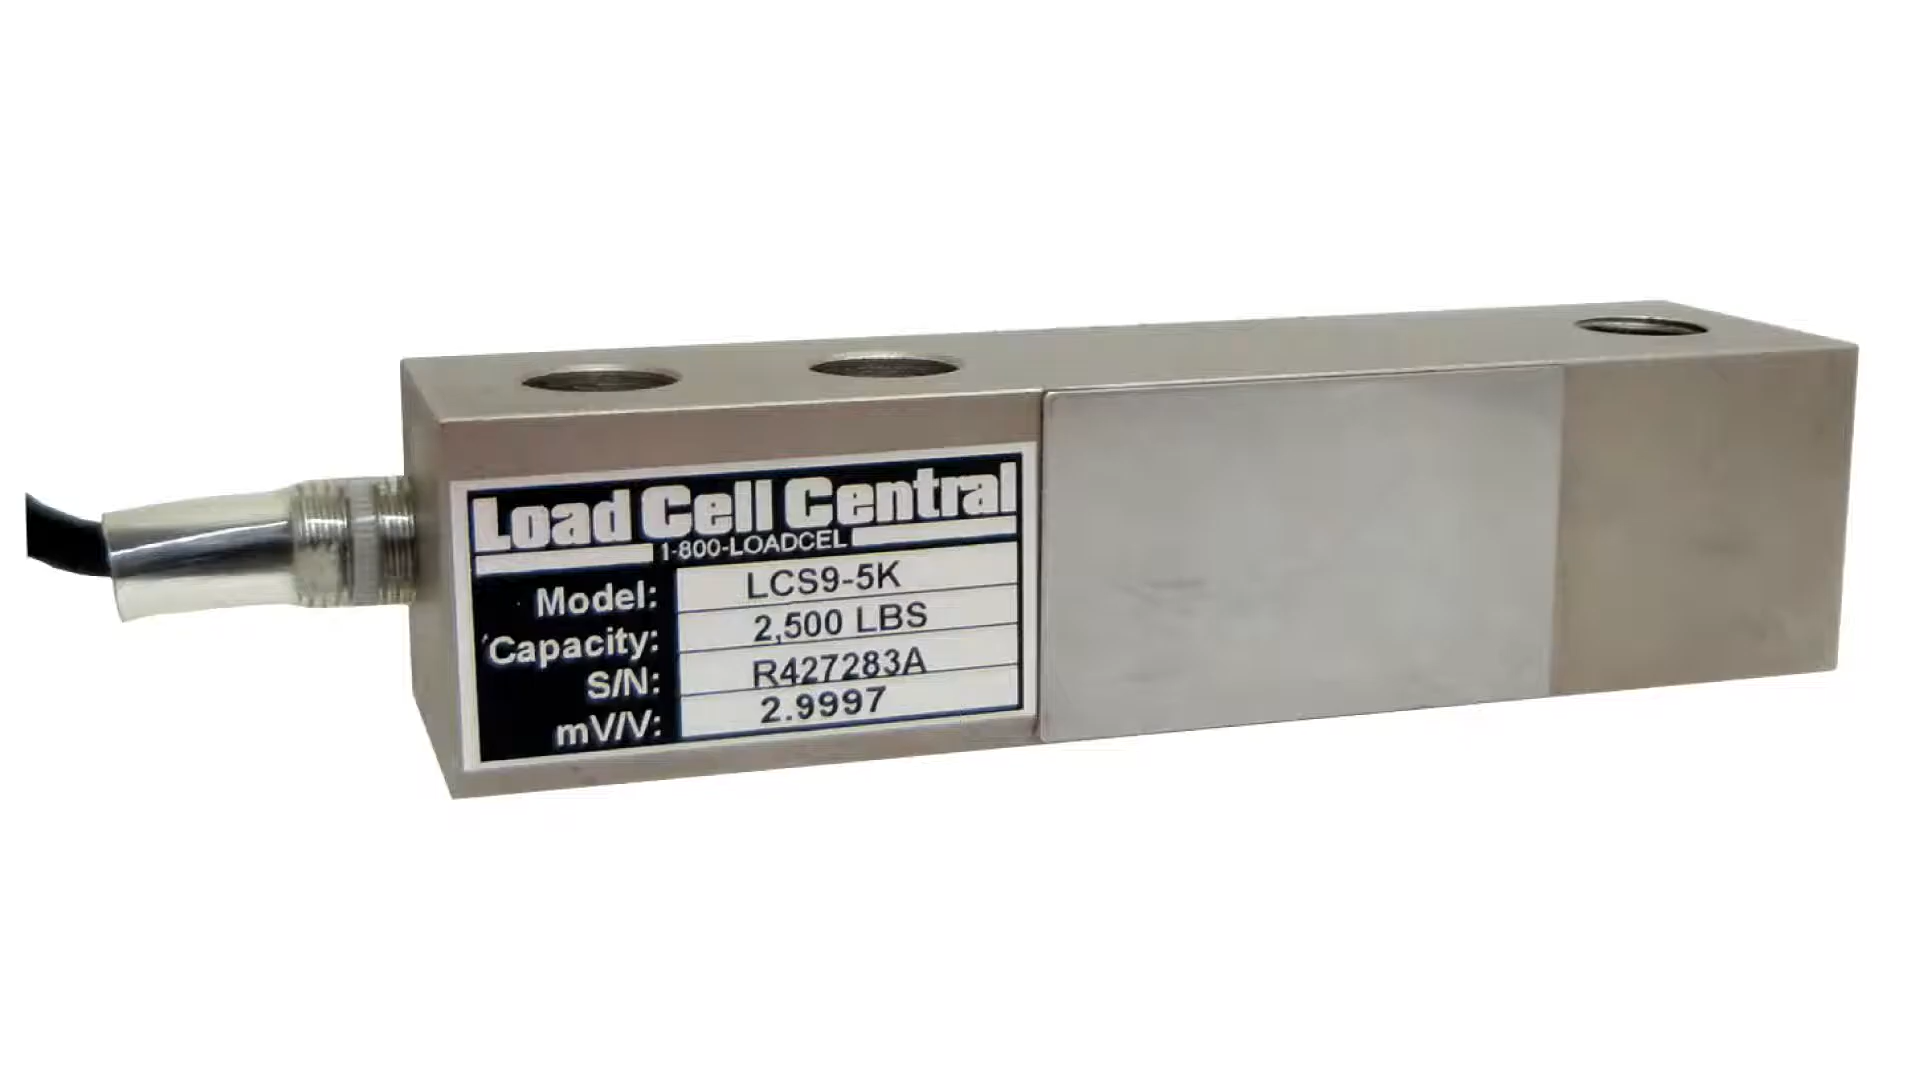 Load Cell Central
1-800-LOADCEL
Model: LCS9-5K
Capacity: 2,500 LBS
S/N: R427283A
mV/V: 2.9997